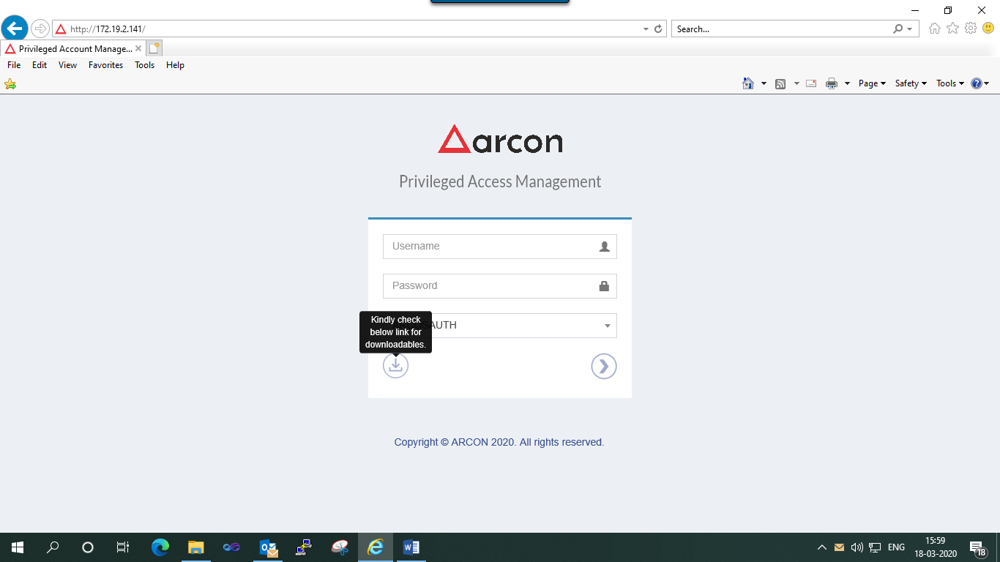 http://172.19.2.141/
Search...
Privileged Account Manage...
File Edit View Favorites Tools Help
Page Safety Tools
arcon
Privileged Access Management
Username
Password
SAUTH
Kindly check
below link for
downloadables.
Copyright © ARCON 2020. All rights reserved.
ENG
15:59
18-03-2020
18